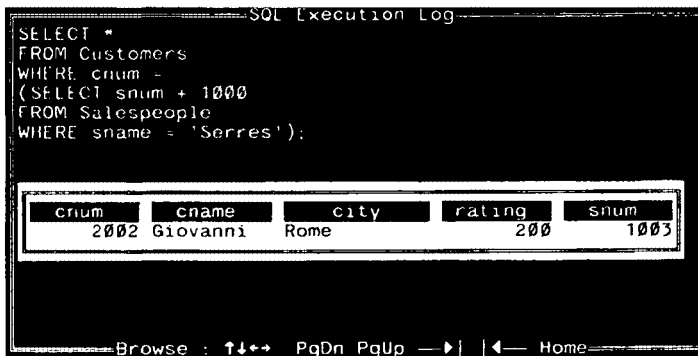 SQL Execution Log
SELECT *
FROM Customers
WHERE cnum =
(SELECT snum + 1000
FROM Salespeople
WHERE sname = 'Serres');
cnum cname city rating snum
2002 Giovanni Rome 200 1003
Browse : ↑↓←→ PgDn PgUp —▶| |◀— Home